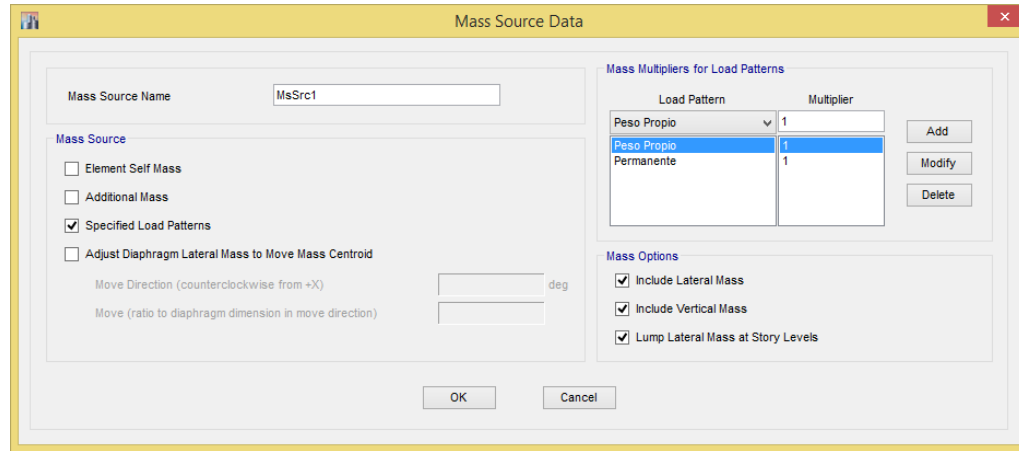 Mass Source Data
Mass Source Name
MsSrc1
Mass Source
Element Self Mass
Additional Mass
Specified Load Patterns
Adjust Diaphragm Lateral Mass to Move Mass Centroid
Move Direction (counterclockwise from +X)
deg
Move (ratio to diaphragm dimension in move direction)
Mass Multipliers for Load Patterns
Load Pattern Multiplier
Peso Propio 1
Peso Propio 1
Permanente 1
Add
Modify
Delete
Mass Options
Include Lateral Mass
Include Vertical Mass
Lump Lateral Mass at Story Levels
OK Cancel